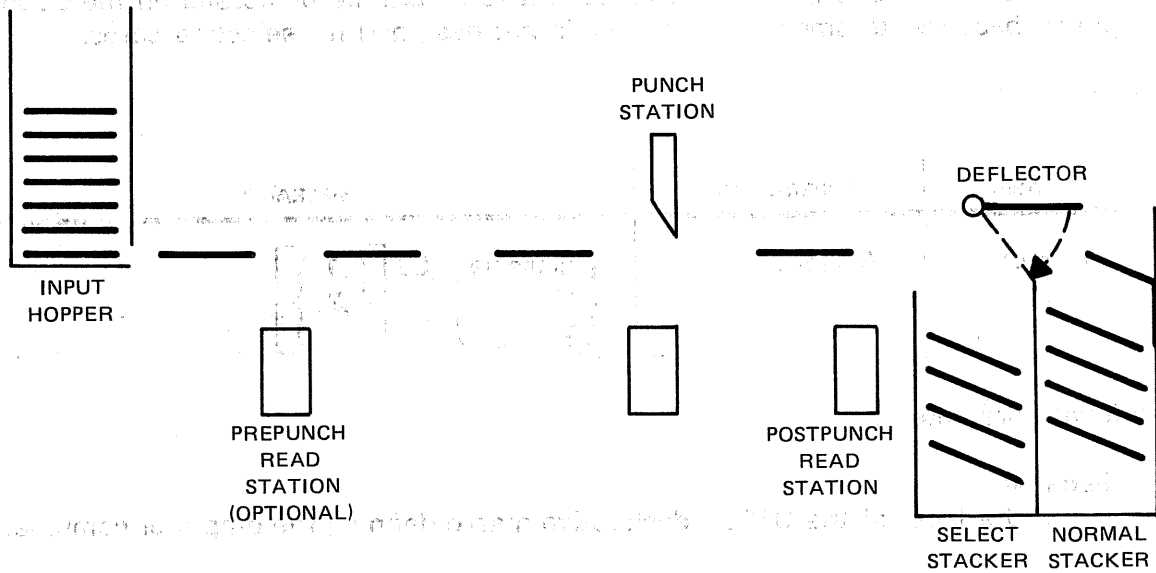 PUNCH
STATION
DEFLECTOR
INPUT
HOPPER
PREPUNCH
READ
STATION
(OPTIONAL)
POSTPUNCH
READ
STATION
SELECT
STACKER
NORMAL
STACKER